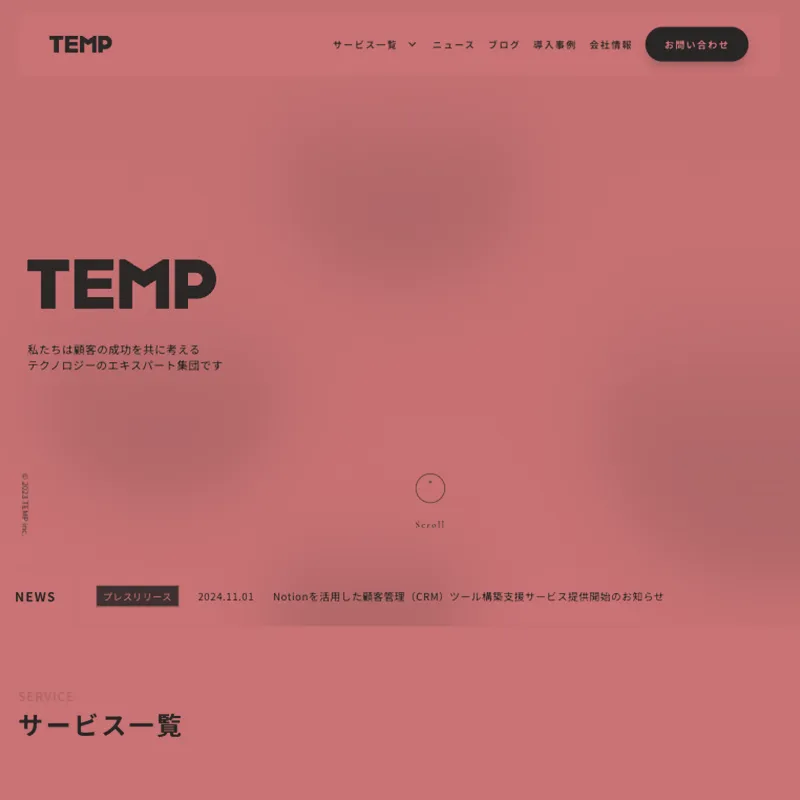 TEMP
サービス一覧
ニュース
ブログ
導入事例
会社情報
お問い合わせ
TEMP
私たちは顧客の成功を共に考える
テクノロジーのエキスパート集団です
© 2023 TEMP Inc.
Scroll
NEWS
プレスリリース
2024.11.01
Notionを活用した顧客管理（CRM）ツール構築支援サービス提供開始のお知らせ
SERVICE
サービス一覧